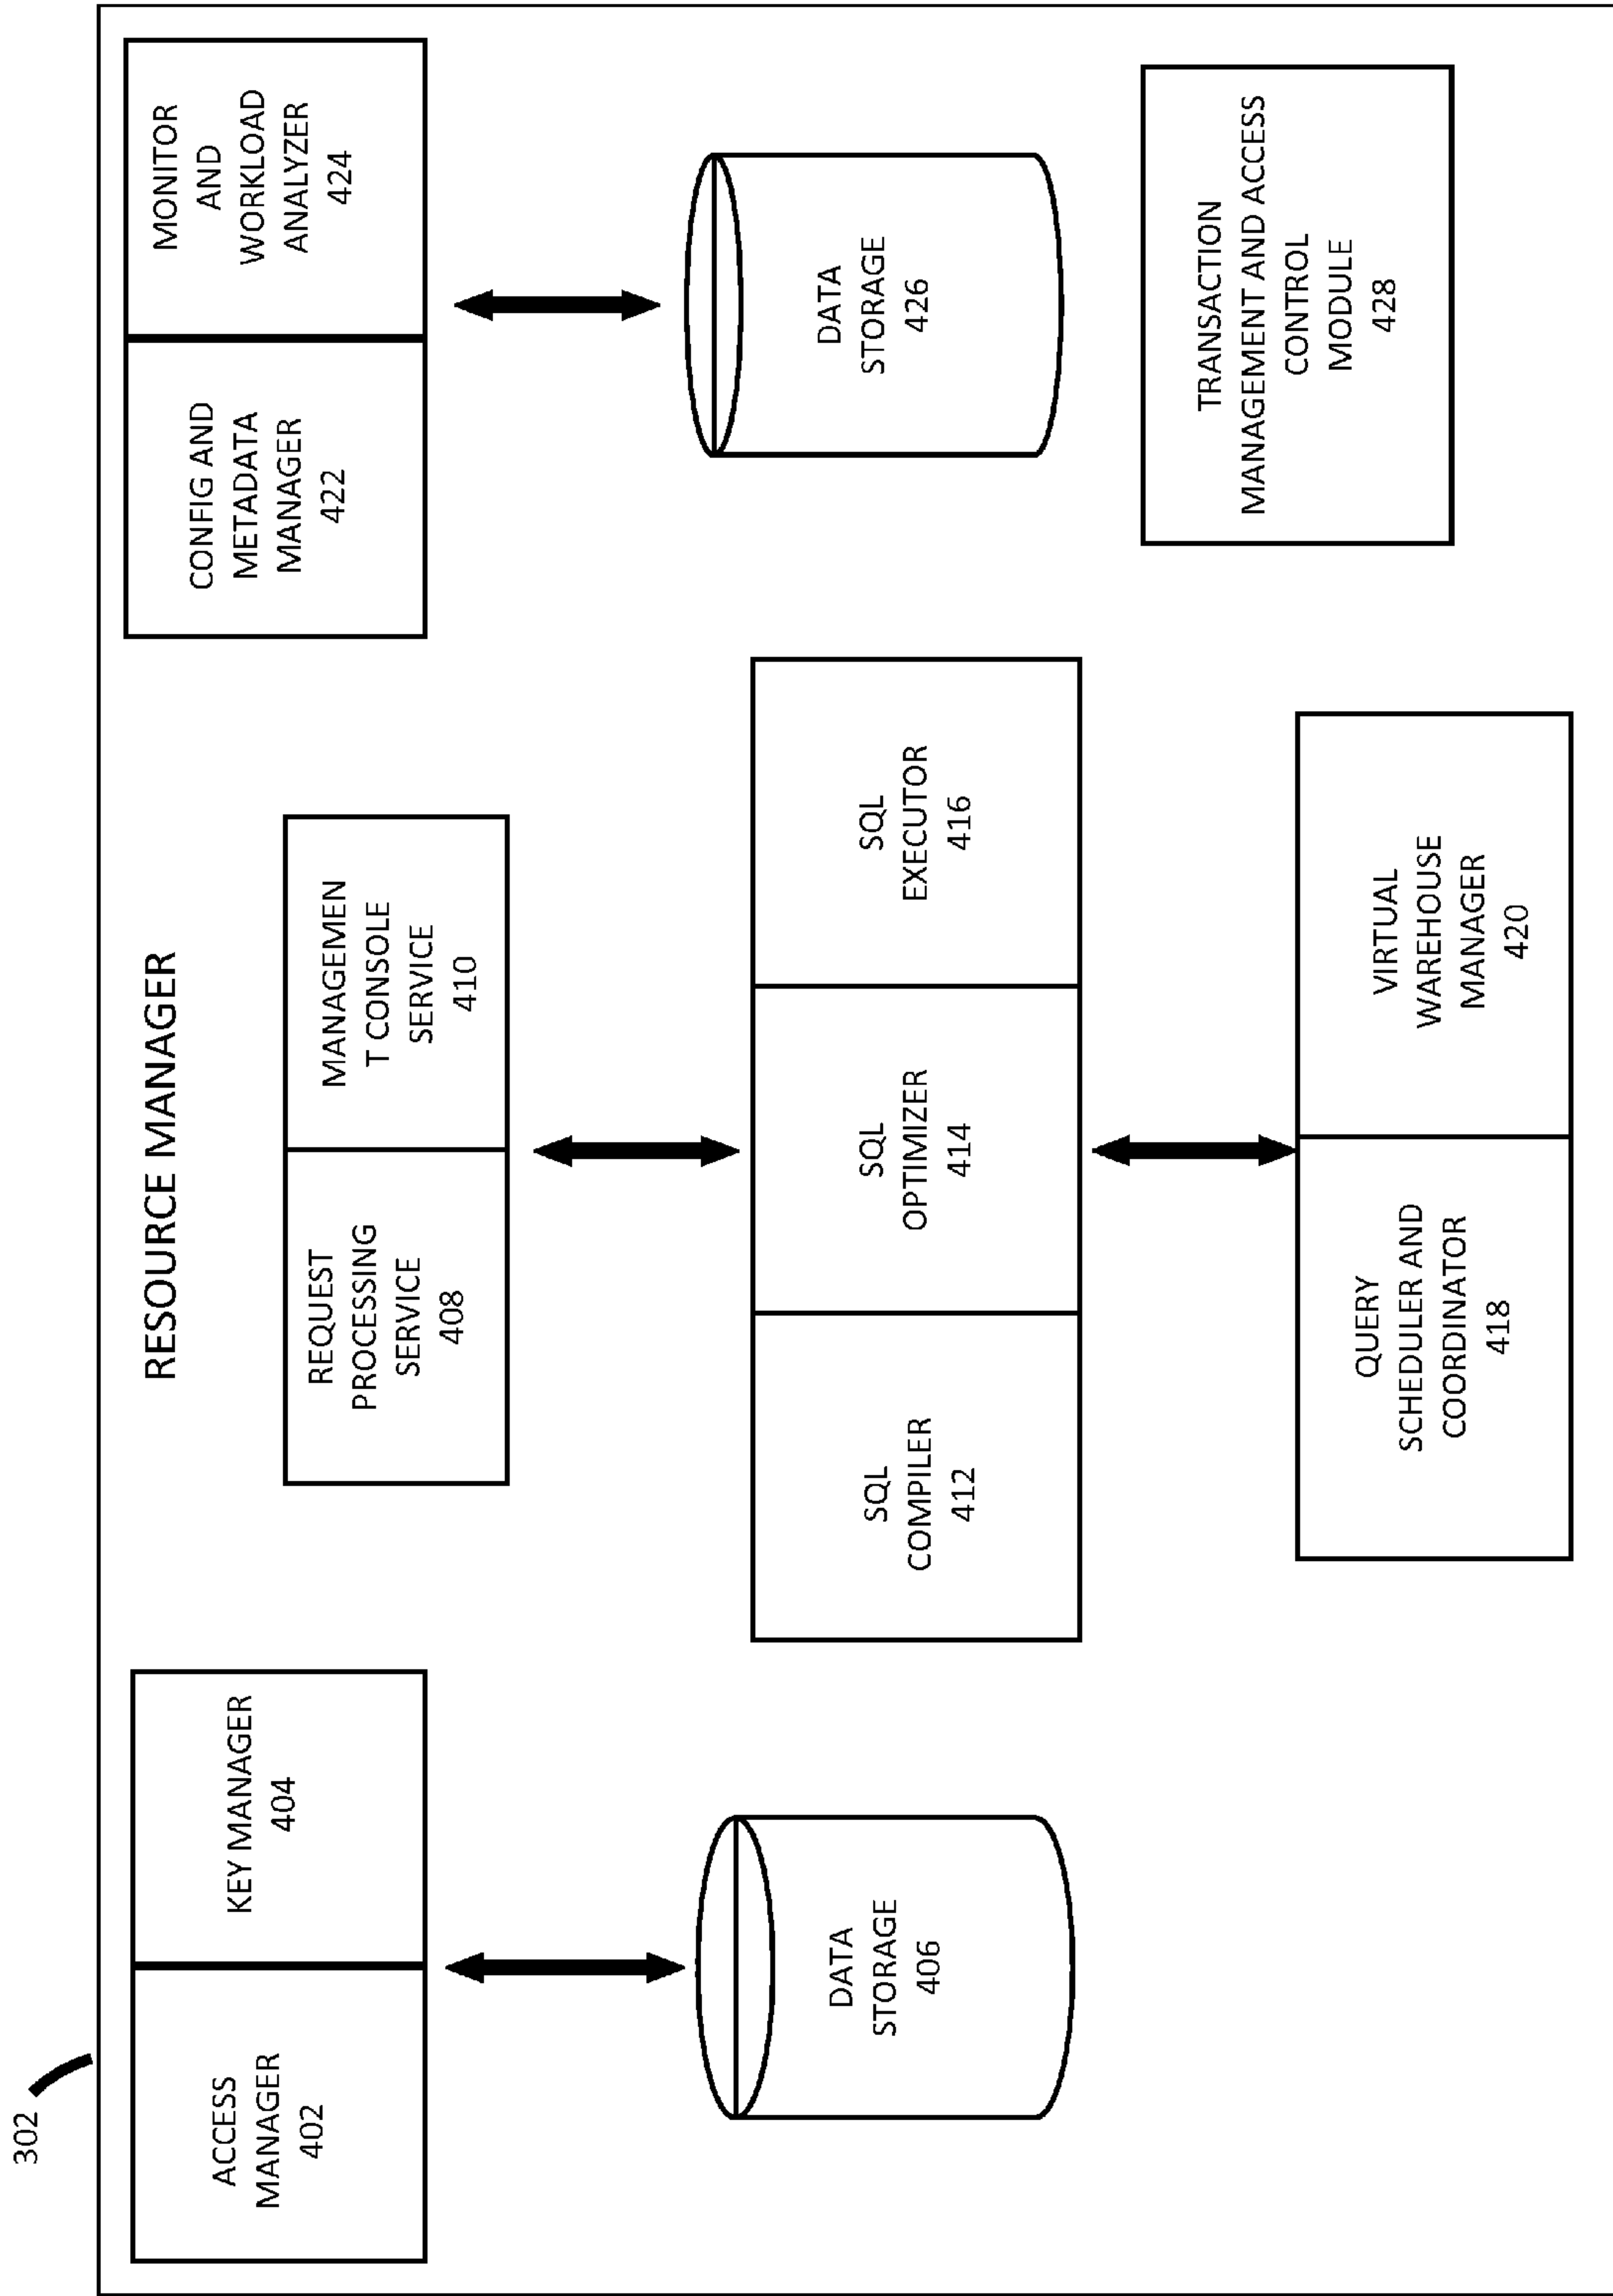 302
RESOURCE MANAGER
ACCESS
MANAGER
402
KEY MANAGER
404
DATA
STORAGE
406
REQUEST
PROCESSING
SERVICE
408
MANAGEMEN
T CONSOLE
SERVICE
410
SQL
COMPILER
412
SQL
OPTIMIZER
414
SQL
EXECUTOR
416
QUERY
SCHEDULER AND
COORDINATOR
418
VIRTUAL
WAREHOUSE
MANAGER
420
CONFIG AND
METADATA
MANAGER
422
MONITOR
AND
WORKLOAD
ANALYZER
424
DATA
STORAGE
426
TRANSACTION
MANAGEMENT AND ACCESS
CONTROL
MODULE
428